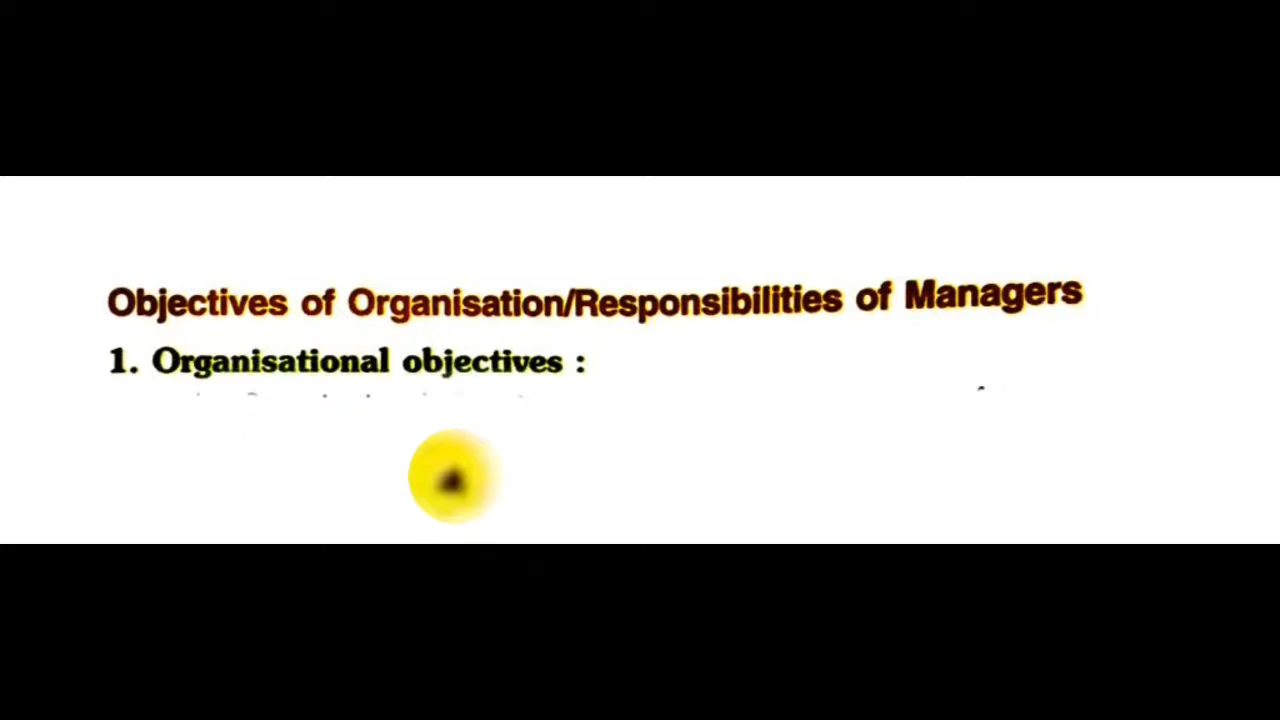 Objectives of Organisation/Responsibilities of Managers
1. Organisational objectives :